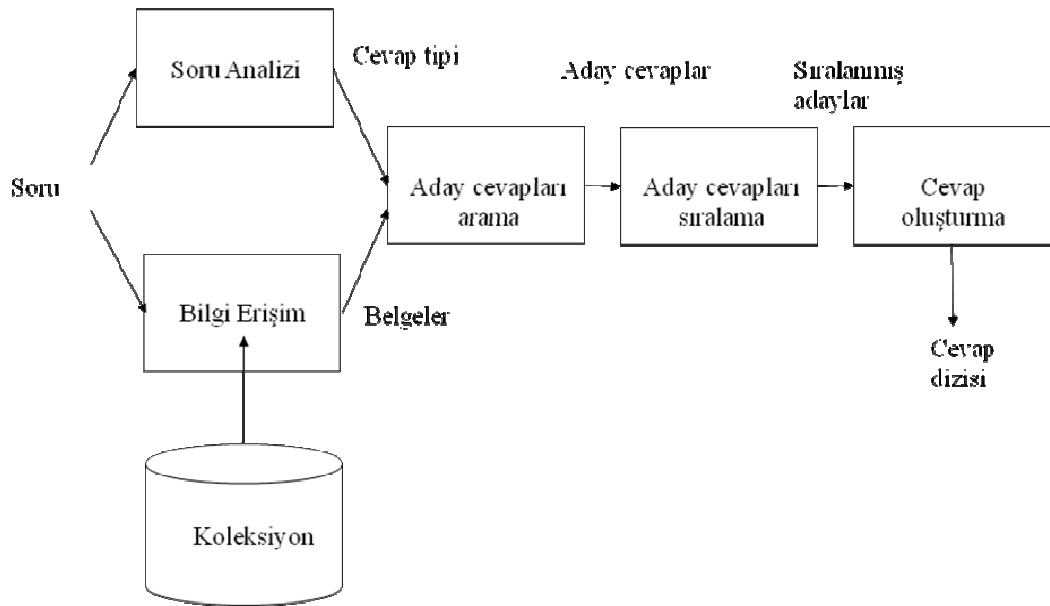 Soru
Soru Analizi
Cevap tipi
Bilgi Erişim
Belgeler
Koleksiyon
Aday cevapları
arama
Aday cevaplar
Aday cevapları
sıralama
Sıralanmış
adaylar
Cevap
oluşturma
Cevap
dizisi